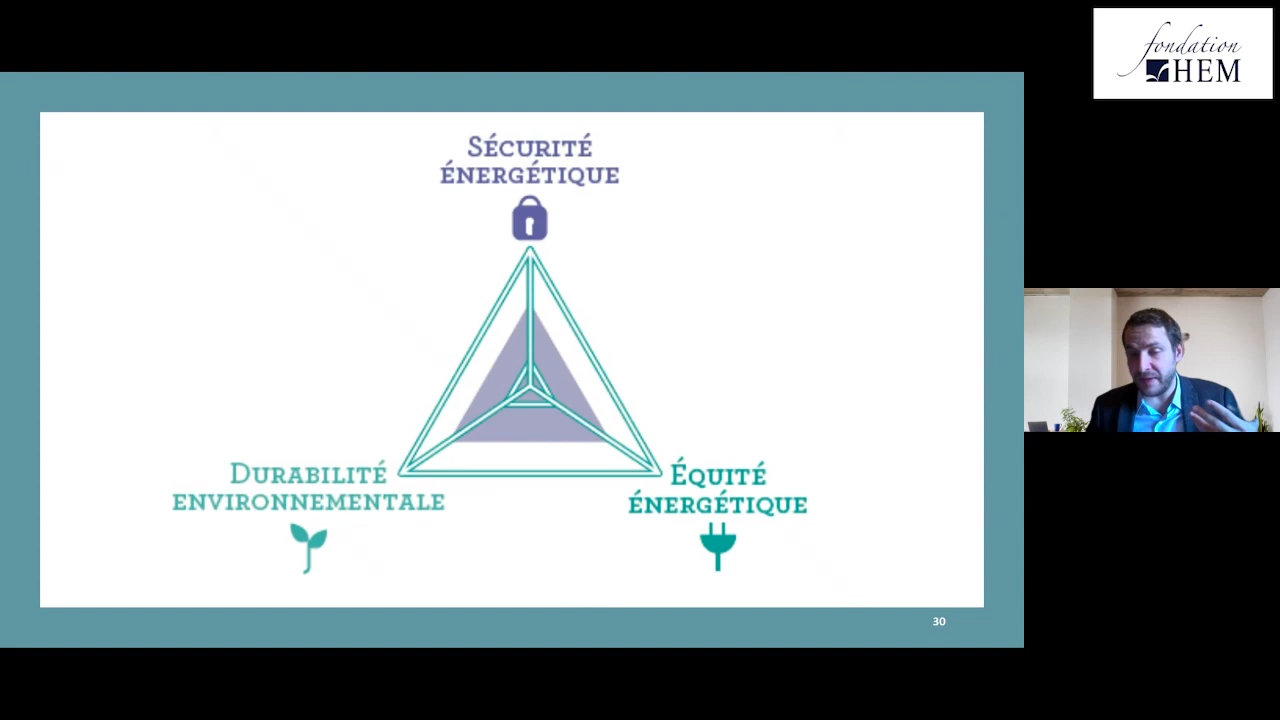 fondation
HEM
Sécurité
énergétique
Durabilité
environnementale
Équité
énergétique
30